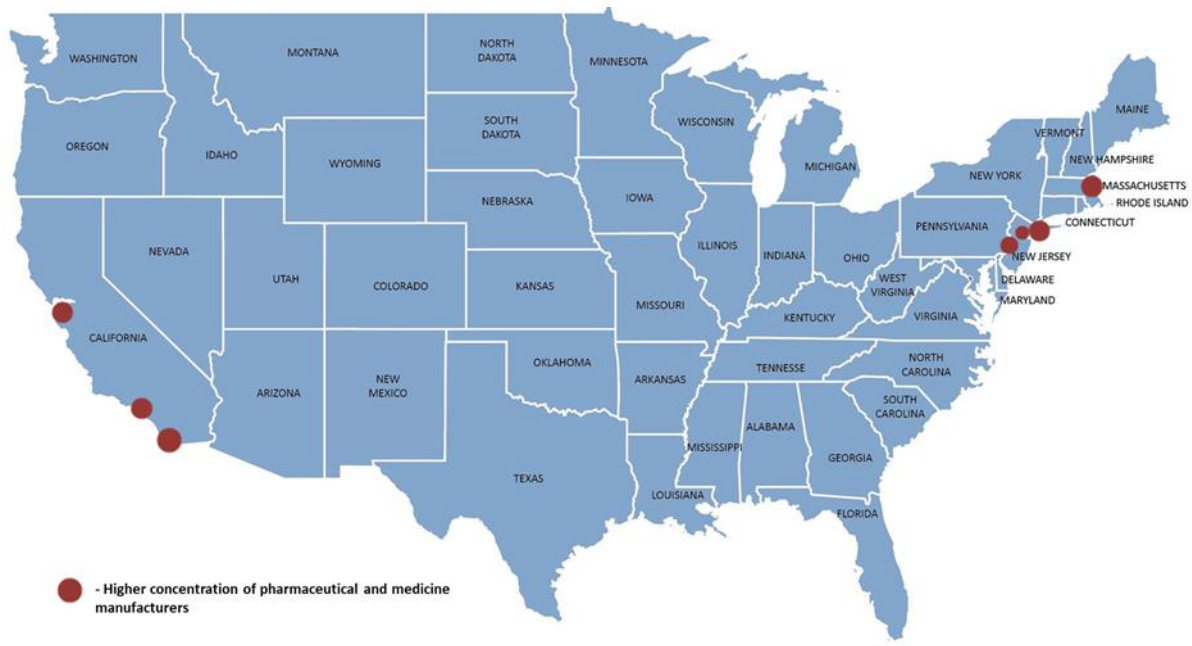 WASHINGTON
MONTANA
NORTH
DAKOTA
MINNESOTA
MAINE
OREGON
IDAHO
WYOMING
SOUTH
DAKOTA
WISCONSIN
MICHIGAN
VERMONT
NEW HAMPSHIRE
NEW YORK
MASSACHUSETTS
RHODE ISLAND
CONNECTICUT
NEVADA
UTAH
COLORADO
NEBRASKA
IOWA
ILLINOIS
INDIANA
OHIO
PENNSYLVANIA
NEW JERSEY
DELAWARE
MARYLAND
CALIFORNIA
KANSAS
MISSOURI
KENTUCKY
WEST
VIRGINIA
VIRGINIA
ARIZONA
NEW
MEXICO
OKLAHOMA
ARKANSAS
TENNESSE
NORTH
CAROLINA
SOUTH
CAROLINA
TEXAS
LOUISIANA
MISSISSIPPI
ALABAMA
GEORGIA
FLORIDA
- Higher concentration of pharmaceutical and medicine
manufacturers